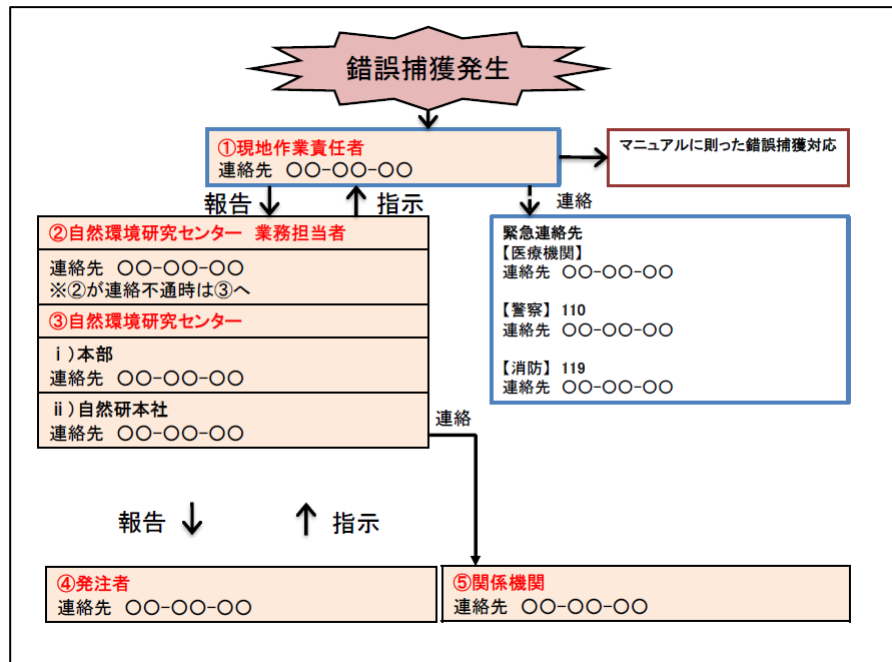 錯誤捕獲発生
①現地作業責任者
連絡先 〇〇-〇〇-〇〇
マニュアルに則った錯誤捕獲対応
報告
指示
連絡
②自然環境研究センター 業務担当者
連絡先 〇〇-〇〇-〇〇
※②が連絡不通時は③へ
③自然環境研究センター
ⅰ)本部
連絡先 〇〇-〇〇-〇〇
ⅱ)自然研本社
連絡先 〇〇-〇〇-〇〇
緊急連絡先
【医療機関】
連絡先 〇〇-〇〇-〇〇
【警察】 110
連絡先 〇〇-〇〇-〇〇
【消防】 119
連絡先 〇〇-〇〇-〇〇
連絡
報告
指示
④発注者
連絡先 〇〇-〇〇-〇〇
⑤関係機関
連絡先 〇〇-〇〇-〇〇